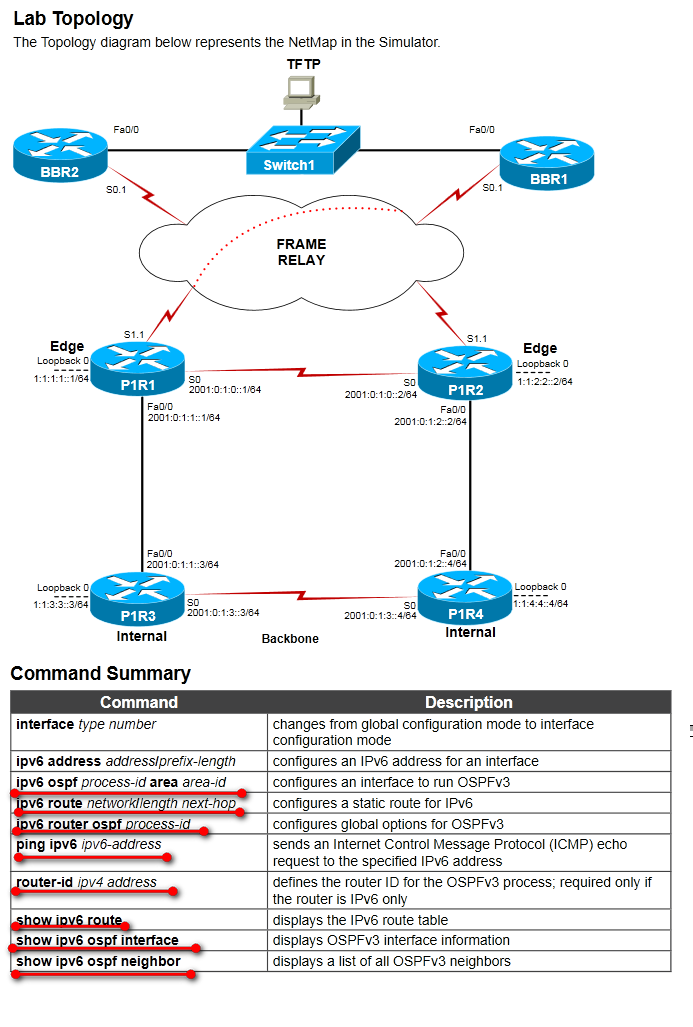 Lab Topology
The Topology diagram below represents the NetMap in the Simulator.
TFTP
Fa0/0
Fa0/0
Switch1
BBR2
BBR1
S0.1
S0.1
FRAME
RELAY
S1.1
S1.1
Edge
Edge
Loopback 0
Loopback 0
1:1:1:1::1/64
1:1:2:2::2/64
P1R1
P1R2
S0
2001:0:1:0::1/64
S0
2001:0:1:0::2/64
Fa0/0
2001:0:1:1::1/64
Fa0/0
2001:0:1:2::2/64
Fa0/0
2001:0:1:1::3/64
Fa0/0
2001:0:1:2::4/64
Loopback 0
Loopback 0
1:1:3:3::3/64
1:1:4:4::4/64
P1R3
P1R4
S0
2001:0:1:3::3/64
S0
2001:0:1:3::4/64
Internal
Backbone
Internal
Command Summary
Command Description
interface type number changes from global configuration mode to interface
configuration mode
ipv6 address address/prefix-length configures an IPv6 address for an interface
ipv6 ospf process-id area area-id configures an interface to run OSPFv3
ipv6 route network/length next-hop configures a static route for IPv6
ipv6 router ospf process-id configures global options for OSPFv3
ping ipv6 ipv6-address sends an Internet Control Message Protocol (ICMP) echo
request to the specified IPv6 address
router-id ipv4 address defines the router ID for the OSPFv3 process; required only if
the router is IPv6 only
show ipv6 route displays the IPv6 route table
show ipv6 ospf interface displays OSPFv3 interface information
show ipv6 ospf neighbor displays a list of all OSPFv3 neighbors